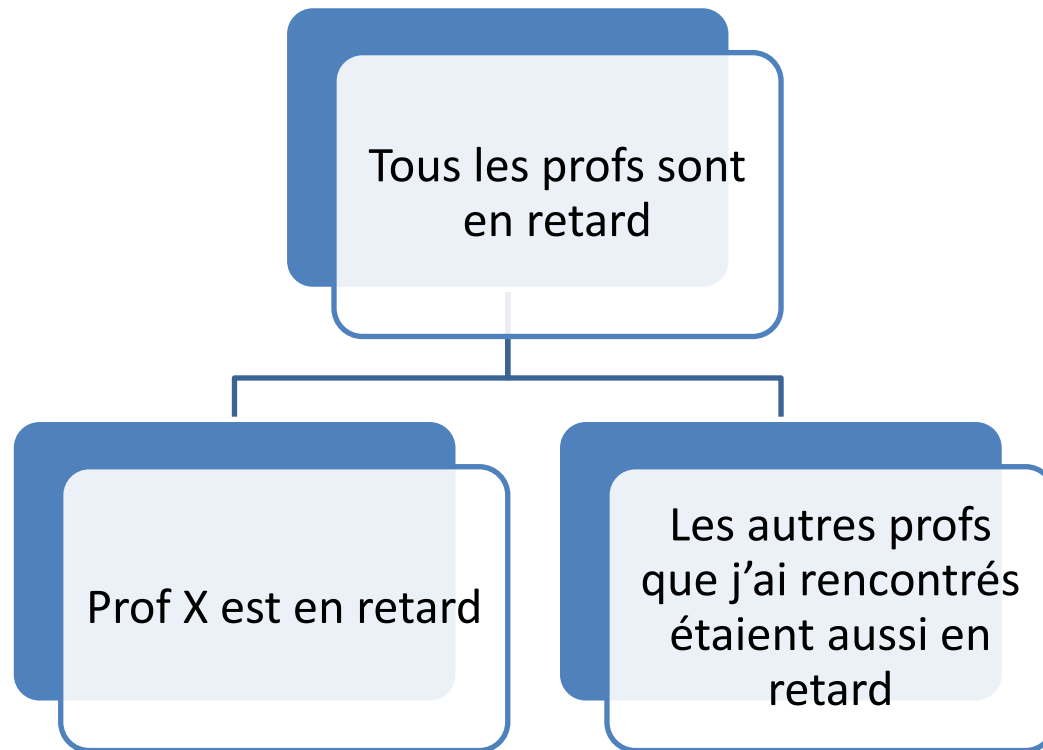 Tous les profs sont
en retard
Prof X est en retard
Les autres profs
que j’ai rencontrés
étaient aussi en
retard